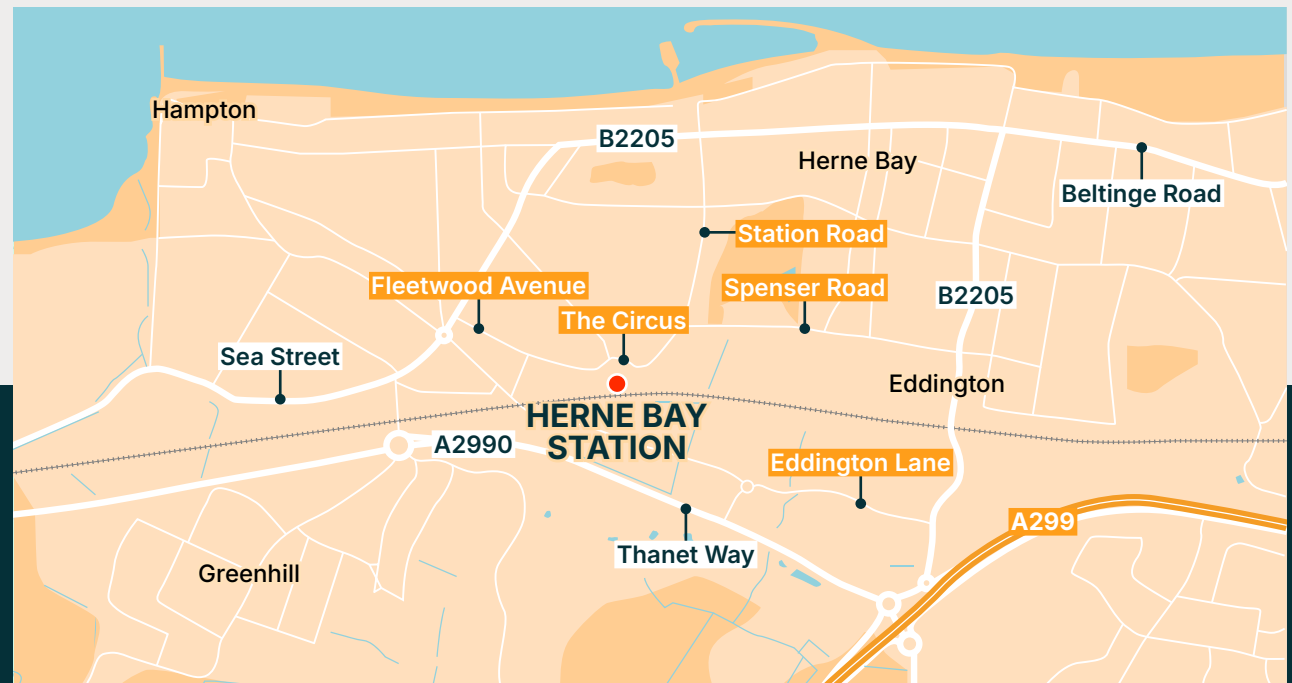 Hampton
B2205
Herne Bay
Beltinge Road
Station Road
Fleetwood Avenue
Spenser Road
B2205
The Circus
Sea Street
Eddington
HERNE BAY
STATION
A2990
Eddington Lane
A299
Thanet Way
Greenhill